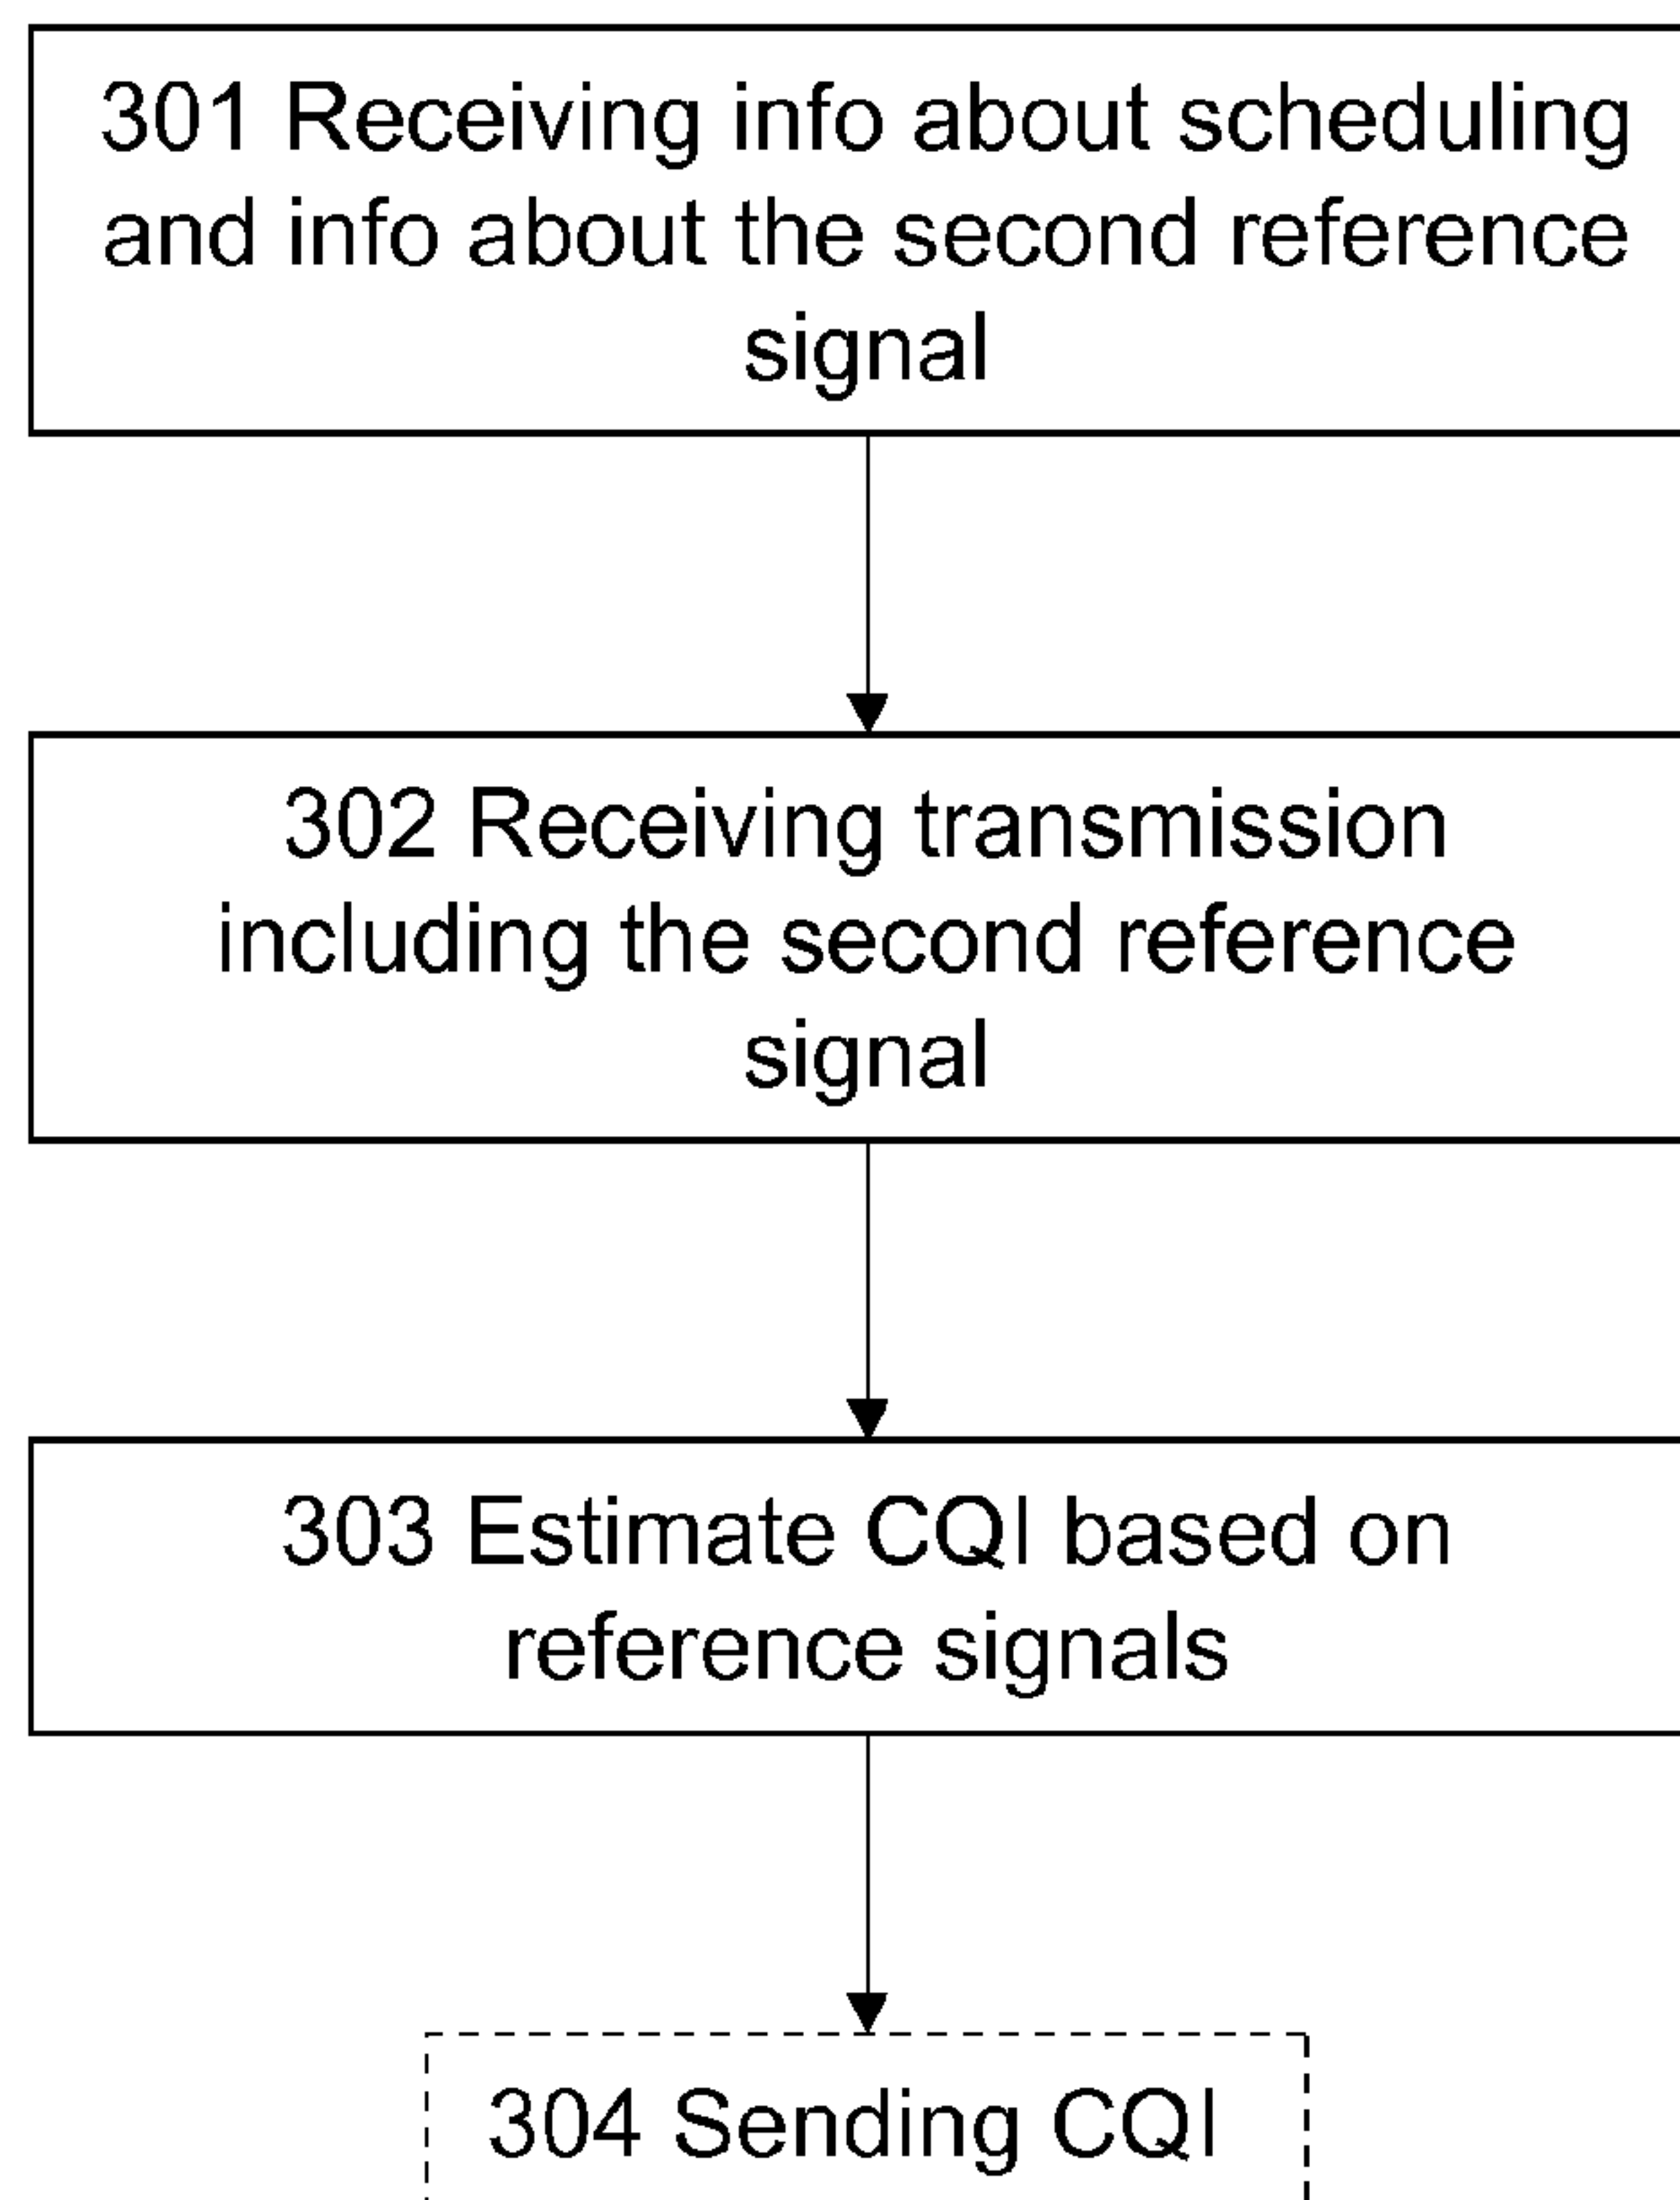 301 Receiving info about scheduling
and info about the second reference
signal
302 Receiving transmission
including the second reference
signal
303 Estimate CQI based on
reference signals
304 Sending CQI